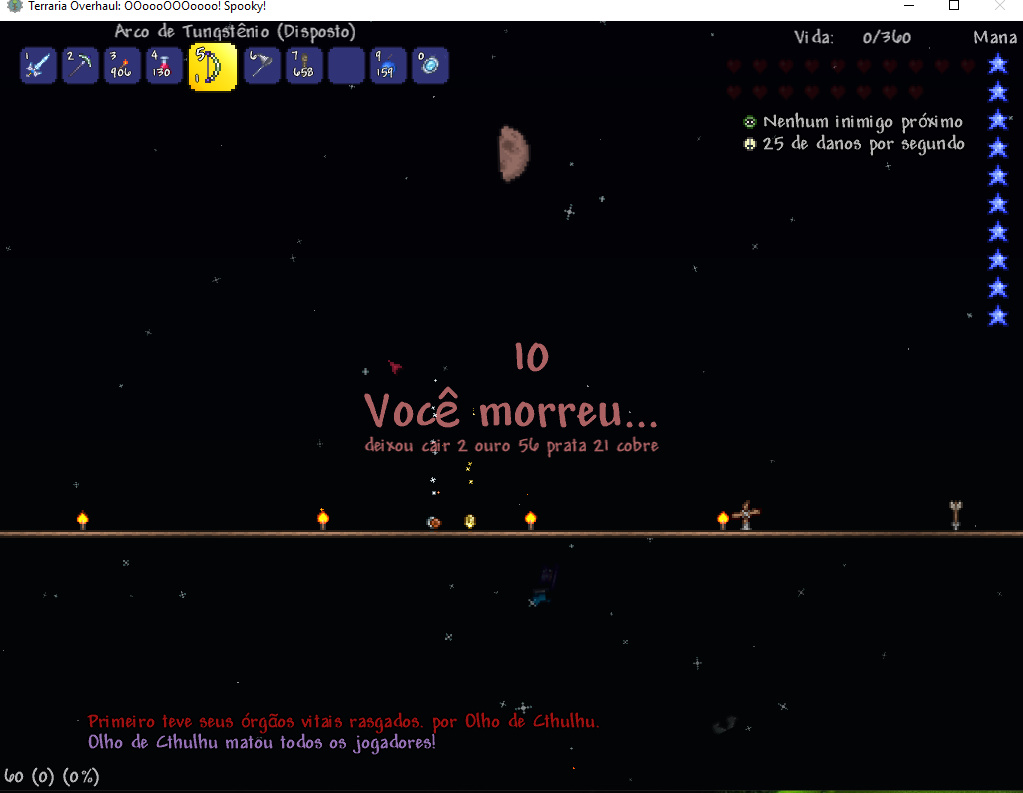 Terraria Overhaul: OOoooOOOoooo! Spooky!
Arco de Tungstênio (Disposto)
Vida: 0/360
Mana
1
2
3 906
4 130
5 1
6
7 658
9 159
0
Nenhum inimigo próximo
25 de danos por segundo
10
Você morreu...
deixou cair 2 ouro 56 prata 21 cobre
Primeiro teve seus órgãos vitais rasgados. por Olho de Cthulhu.
Olho de Cthulhu matou todos os jogadores!
60 (0) (0%)